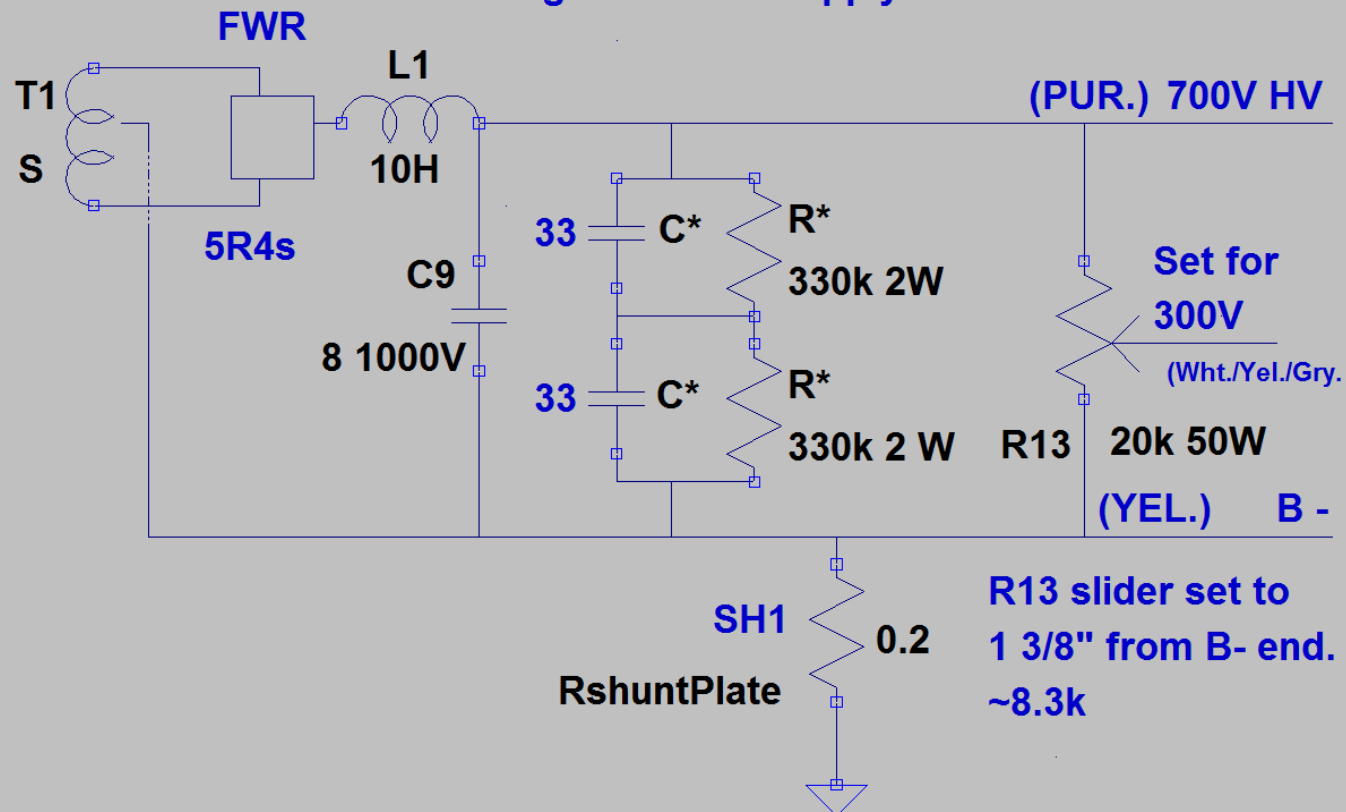 FWR
L1
T1
(PUR.) 700V HV
S
10H
5R4s
33
C*
R*
C9
330k 2W
Set for
300V
8 1000V
(Wht./Yel./Gry.
33
C*
R*
330k 2 W
R13
20k 50W
(YEL.)
B -
SH1
0.2
RshuntPlate
R13 slider set to
1 3/8" from B- end.
~8.3k